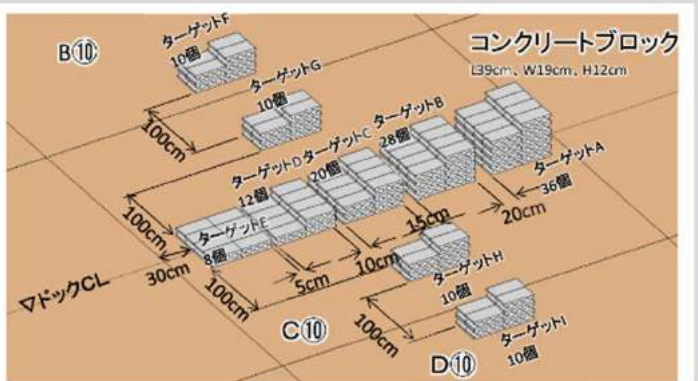 コンクリートブロック
L39cm、W19cm、H12cm
B⑩
ターゲットF
10個
ターゲットG
10個
100cm
ターゲットB
28個
ターゲットC
20個
ターゲットD
12個
ターゲットA
36個
ターゲットE
8個
100cm
30cm
100cm
5cm
10cm
15cm
20cm
▽ドックCL
ターゲットH
10個
100cm
ターゲットI
10個
C⑩
D⑩